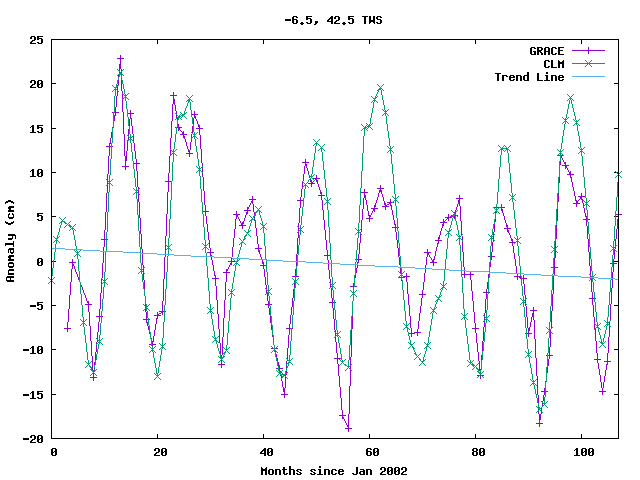 -6.5, 42.5 TWS
GRACE
CLM
Trend Line
25
20
15
10
5
0
-5
-10
-15
-20
Anomaly (cm)
0 20 40 60 80 100
Months since Jan 2002